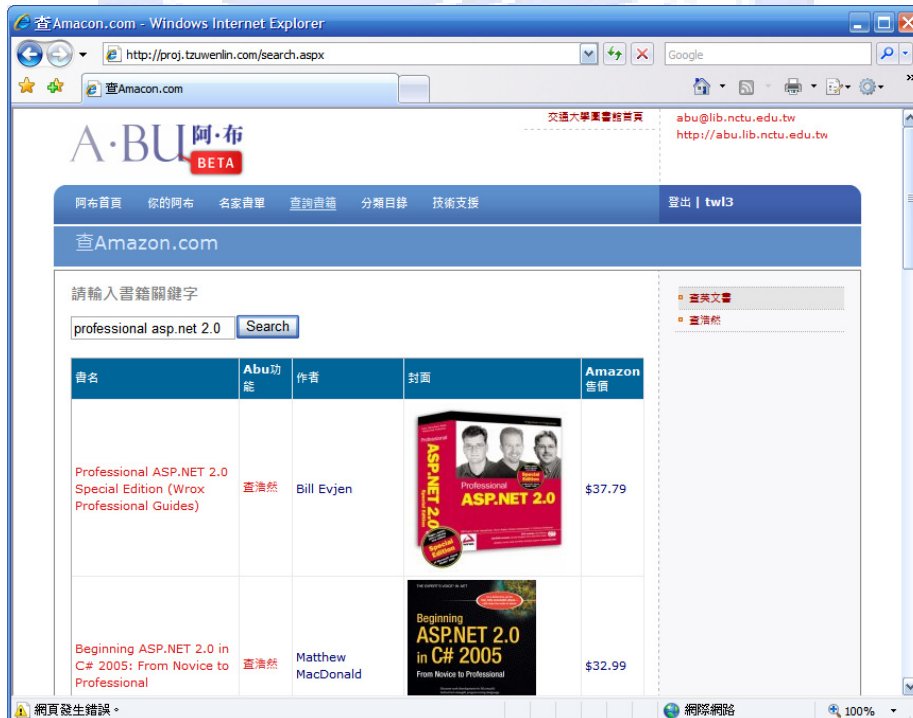 查Amacon.com - Windows Internet Explorer
http://proj.tzuwenlin.com/search.aspx
Google
查Amacon.com
A·BU 阿·布
BETA
交通大學圖書館首頁
abu@lib.nctu.edu.tw
http://abu.lib.nctu.edu.tw
阿布首頁 你的阿布 名家書單 查詢書籍 分類目錄 技術支援
登出 | twl3
查Amazon.com
請輸入書籍關鍵字
professional asp.net 2.0 Search
查英文書
查浩然
書名 Abu功能 作者 封面 Amazon售價
Professional ASP.NET 2.0
Special Edition (Wrox
Professional Guides)
查浩然
Bill Evjen
Professional
ASP.NET 2.0
Special Edition
ASP.NET 2.0
Special
Edition
$37.79
Beginning ASP.NET 2.0 in
C# 2005: From Novice to
Professional
查浩然
Matthew
MacDonald
Beginning
ASP.NET 2.0
in C# 2005
From Novice to Professional
$32.99
網頁發生錯誤。
網際網路
100%